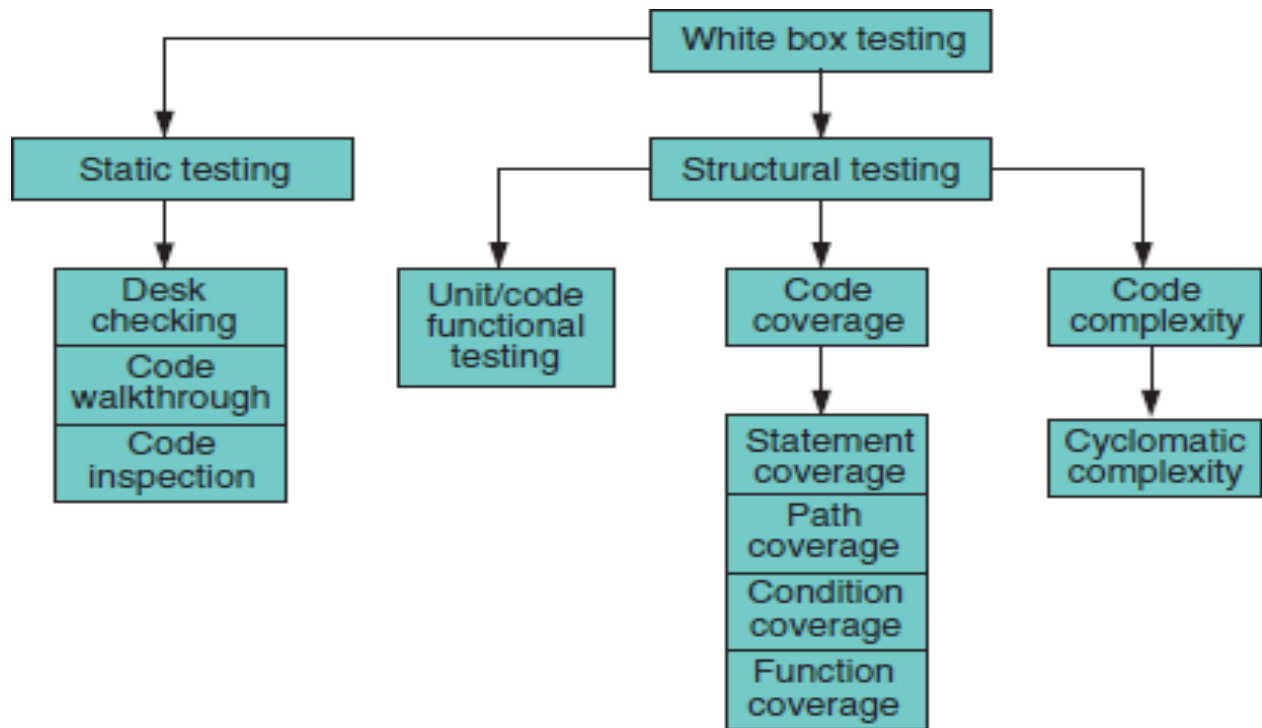 White box testing
Static testing
Structural testing
Desk
checking
Code
walkthrough
Code
inspection
Unit/code
functional
testing
Code
coverage
Statement
coverage
Path
coverage
Condition
coverage
Function
coverage
Code
complexity
Cyclomatic
complexity